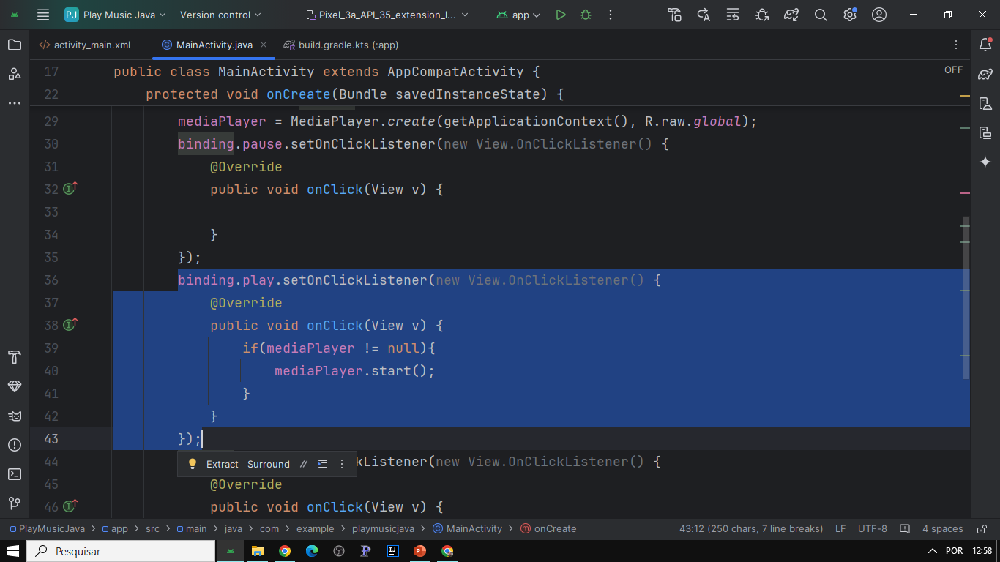 PJ Play Music Java Version control Pixel_3a_API_35_extension_l... app
activity_main.xml MainActivity.java build.gradle.kts (:app)
OFF
17 public class MainActivity extends AppCompatActivity {
22 protected void onCreate(Bundle savedInstanceState) {
29 mediaPlayer = MediaPlayer.create(getApplicationContext(), R.raw.global);
30 binding.pause.setOnClickListener(new View.OnClickListener() {
31 @Override
32 public void onClick(View v) {
33
34 }
35 });
36 binding.play.setOnClickListener(new View.OnClickListener() {
37 @Override
38 public void onClick(View v) {
39 if(mediaPlayer != null){
40 mediaPlayer.start();
41 }
42 }
43 });
44 kListener(new View.OnClickListener() {
Extract Surround
45 @Override
46 public void onClick(View v) {
PlayMusicJava > app > src > main > java > com > example > playmusicjava > MainActivity > onCreate 43:12 (250 chars, 7 line breaks) LF UTF-8 4 spaces
Pesquisar POR 12:58